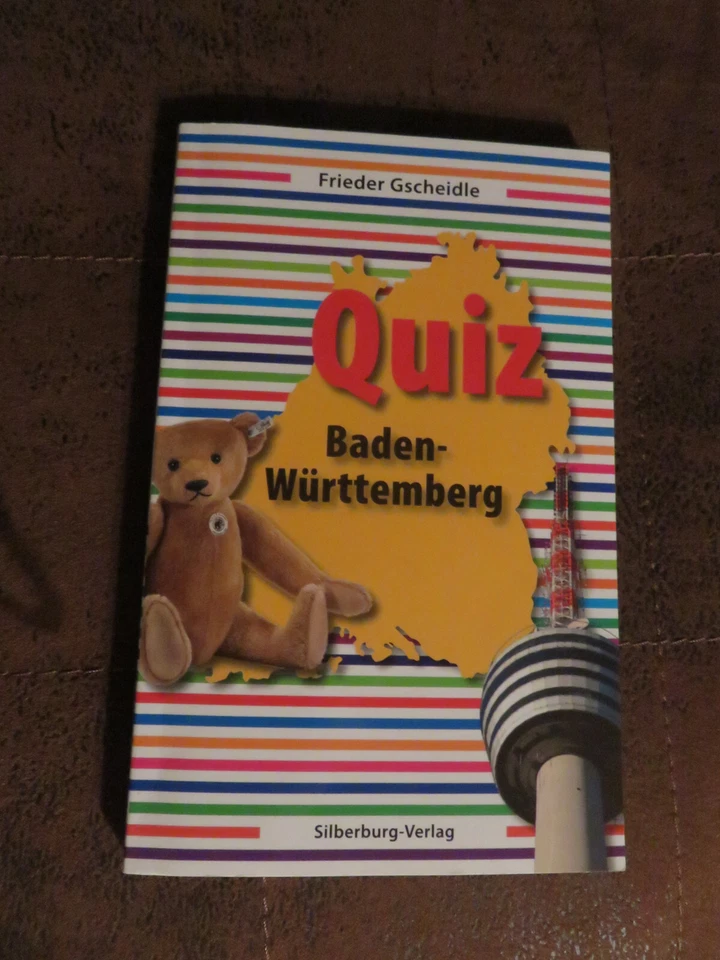 Frieder Gscheidle
Quiz
Baden-
Württemberg
Silberburg-Verlag